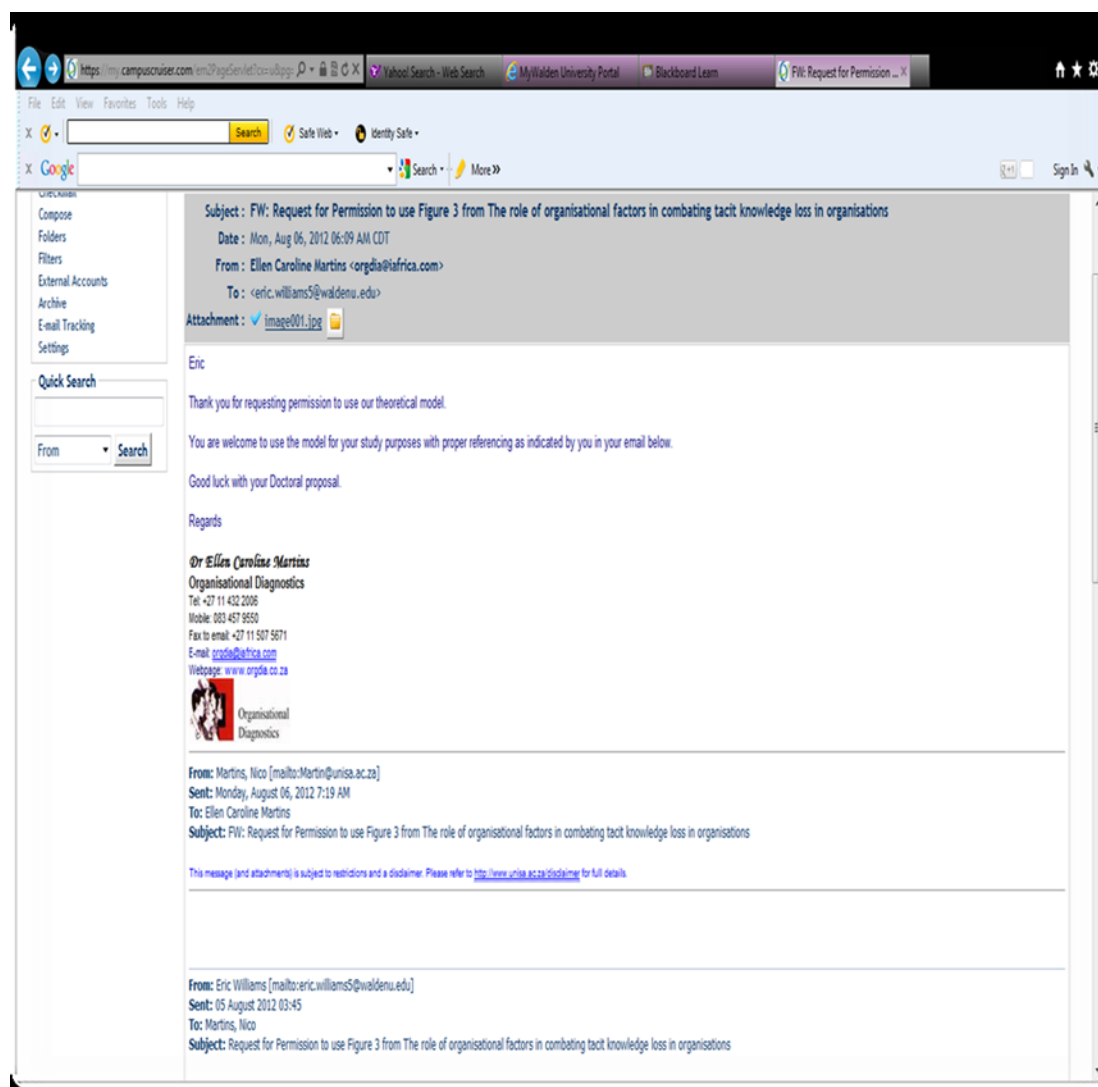 https://my.campuscruiser.com/em2PageServlet?cx=u&pg=
Yahoo! Search - Web Search
MyWalden University Portal
Blackboard Learn
FW: Request for Permission ...
File Edit View Favorites Tools Help
Search
Safe Web
Identity Safe
Google
Search
More »
Sign In
Checkmail
Compose
Folders
Filters
External Accounts
Archive
E-mail Tracking
Settings
Quick Search
From
Search
Subject : FW: Request for Permission to use Figure 3 from The role of organisational factors in combating tacit knowledge loss in organisations
Date : Mon, Aug 06, 2012 06:09 AM CDT
From : Ellen Caroline Martins <orgdia@iafrica.com>
To : <eric.williams5@waldenu.edu>
Attachment : image001.jpg
Eric
Thank you for requesting permission to use our theoretical model.
You are welcome to use the model for your study purposes with proper referencing as indicated by you in your email below.
Good luck with your Doctoral proposal.
Regards
Dr Ellen Caroline Martins
Organisational Diagnostics
Tel: +27 11 432 2006
Mobile: 083 457 9550
Fax to email: +27 11 507 5671
E-mail: orgdia@iafrica.com
Webpage: www.orgdia.co.za
Organisational
Diagnostics
From: Martins, Nico [mailto:Martin@unisa.ac.za]
Sent: Monday, August 06, 2012 7:19 AM
To: Ellen Caroline Martins
Subject: FW: Request for Permission to use Figure 3 from The role of organisational factors in combating tacit knowledge loss in organisations
This message (and attachments) is subject to restrictions and a disclaimer. Please refer to http://www.unisa.ac.za/disclaimer for full details.
From: Eric Williams [mailto:eric.williams5@waldenu.edu]
Sent: 05 August 2012 03:45
To: Martins, Nico
Subject: Request for Permission to use Figure 3 from The role of organisational factors in combating tacit knowledge loss in organisations